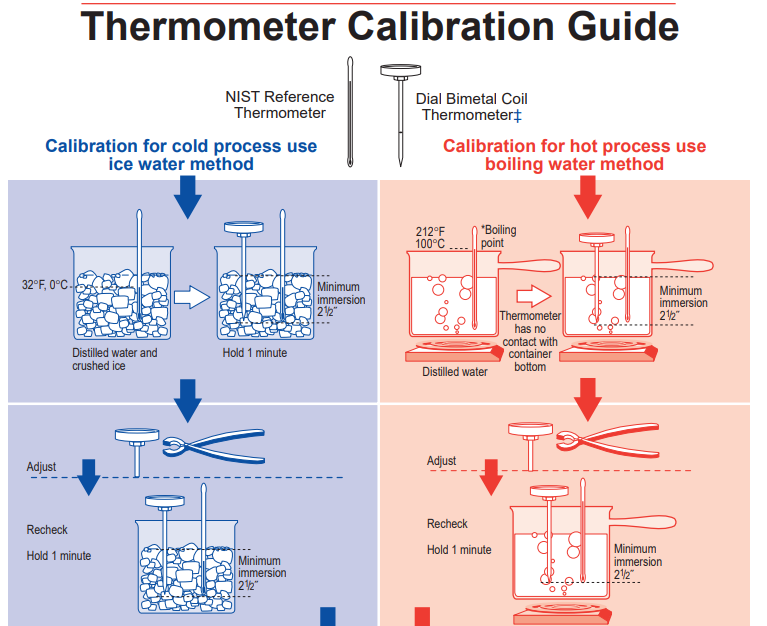 Thermometer Calibration Guide
NIST Reference
Thermometer
Dial Bimetal Coil
Thermometer‡
Calibration for cold process use
ice water method
Calibration for hot process use
boiling water method
32°F, 0°C
Minimum
immersion
2½"
Distilled water and
crushed ice
Hold 1 minute
212°F
100°C
*Boiling
point
Minimum
immersion
2½"
Thermometer
has no
contact with
container
bottom
Distilled water
Adjust
Recheck
Hold 1 minute
Minimum
immersion
2½"
Adjust
Recheck
Hold 1 minute
Minimum
immersion
2½"